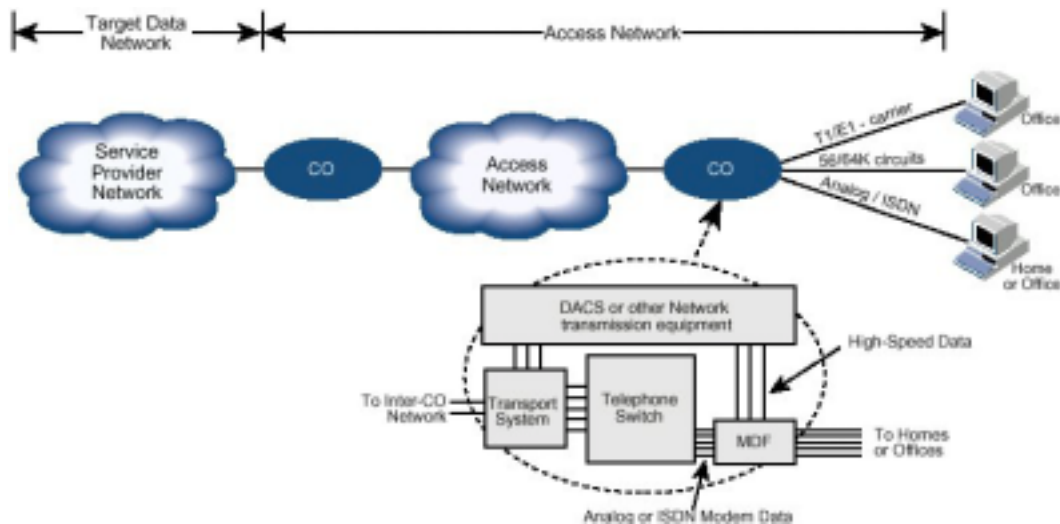 Target Data
Network
Access Network
Service
Provider
Network
CO
Access
Network
CO
T1/E1 - carrier
56/64K circuits
Analog / ISDN
Office
Office
Home
or Office
DACS or other Network
transmission equipment
High-Speed Data
To Inter-CO
Network
Transport
System
Telephone
Switch
MDF
To Homes
or Offices
Analog or ISDN Modem Data